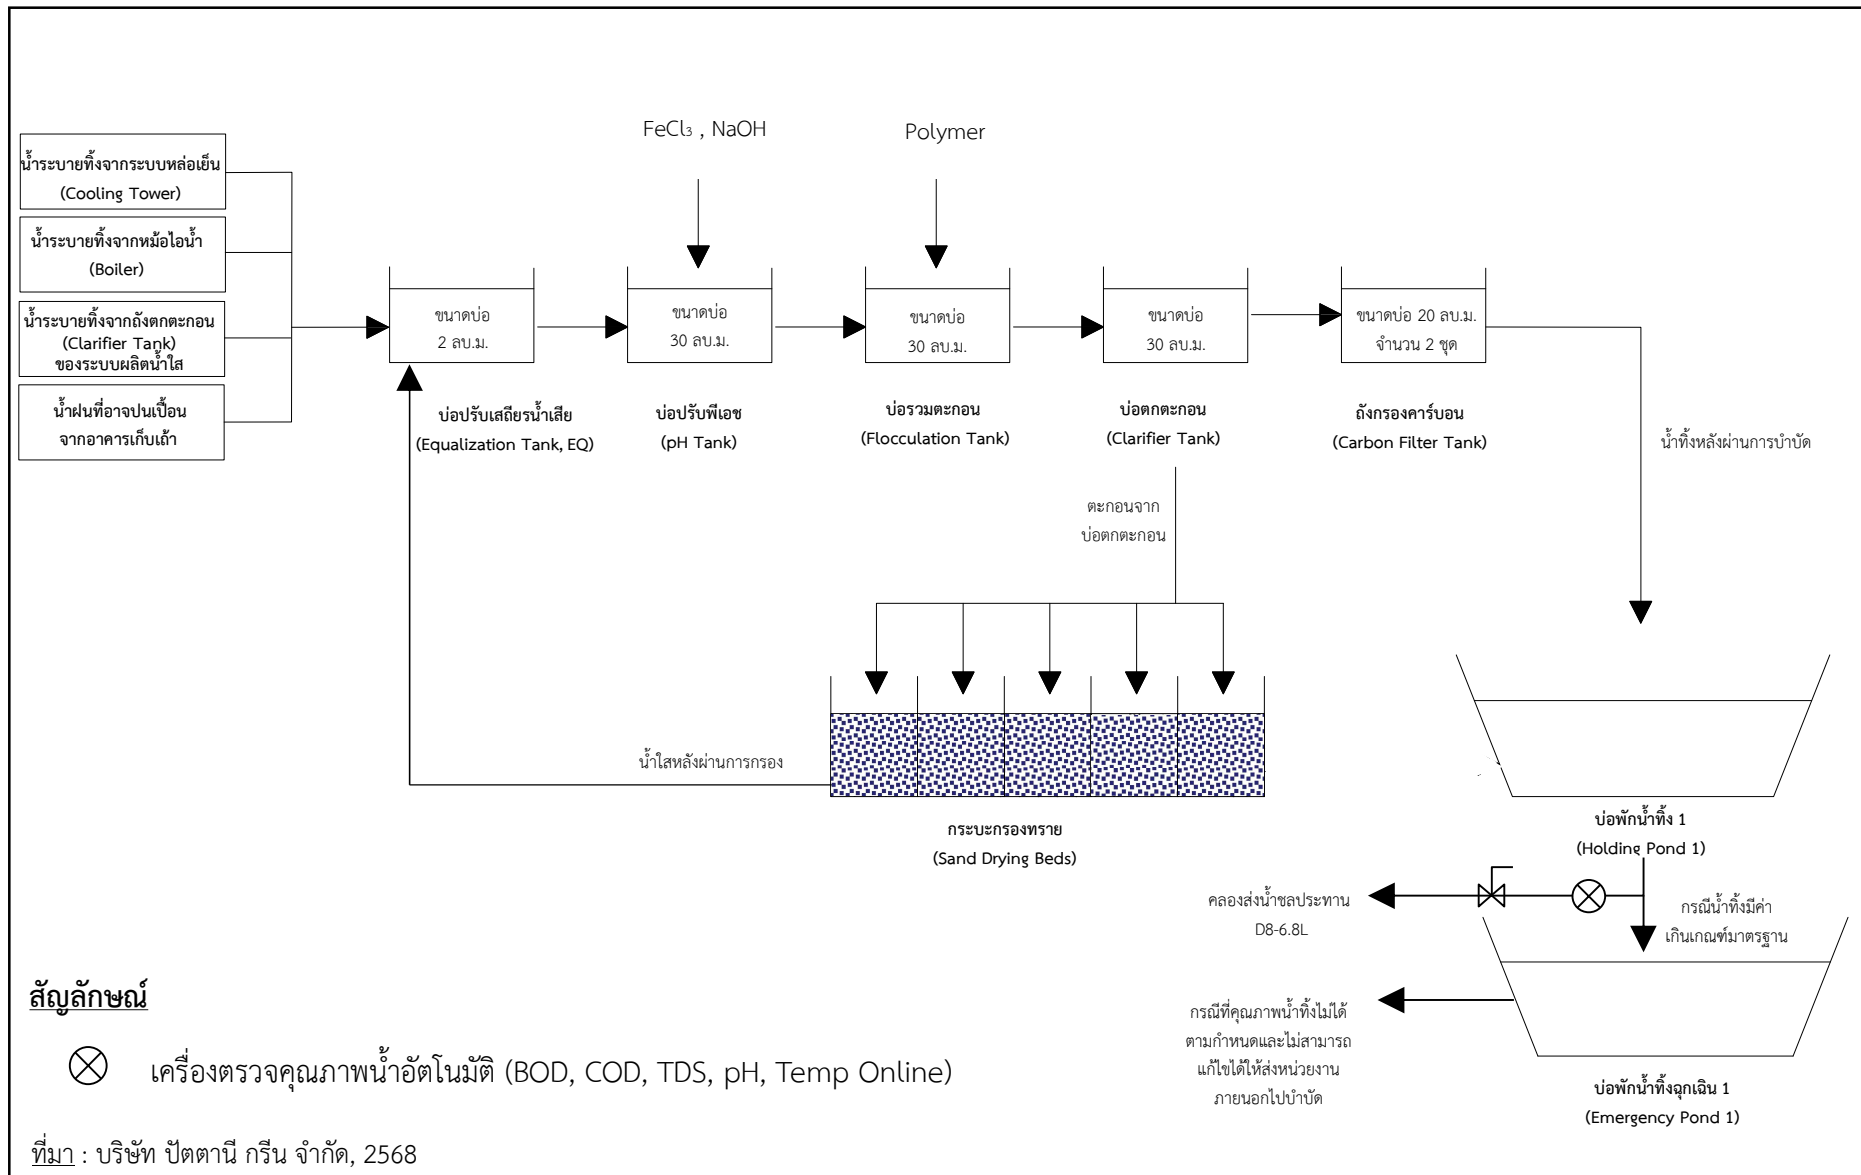 FeCl₃ , NaOH
Polymer
น้ำระบายทิ้งจากระบบหล่อเย็น
(Cooling Tower)
น้ำระบายทิ้งจากหม้อไอน้ำ
(Boiler)
น้ำระบายทิ้งจากถังตกตะกอน
(Clarifier Tank)
ของระบบผลิตน้ำใส
น้ำฝนที่อาจปนเปื้อน
จากอาคารเก็บเถ้า
ขนาดบ่อ
2 ลบ.ม.
ขนาดบ่อ
30 ลบ.ม.
ขนาดบ่อ
30 ลบ.ม.
ขนาดบ่อ
30 ลบ.ม.
ขนาดบ่อ 20 ลบ.ม.
จำนวน 2 ชุด
บ่อปรับเสถียรน้ำเสีย
(Equalization Tank, EQ)
บ่อปรับพีเอช
(pH Tank)
บ่อรวมตะกอน
(Flocculation Tank)
บ่อตกตะกอน
(Clarifier Tank)
ถังกรองคาร์บอน
(Carbon Filter Tank)
น้ำทิ้งหลังผ่านการบำบัด
ตะกอนจาก
บ่อตกตะกอน
น้ำใสหลังผ่านการกรอง
กระบะกรองทราย
(Sand Drying Beds)
บ่อพักน้ำทิ้ง 1
(Holding Pond 1)
คลองส่งน้ำชลประทาน
D8-6.8L
กรณีน้ำทิ้งมีค่า
เกินเกณฑ์มาตรฐาน
กรณีที่คุณภาพน้ำทิ้งไม่ได้
ตามกำหนดและไม่สามารถ
แก้ไขได้ให้ส่งหน่วยงาน
ภายนอกไปบำบัด
บ่อพักน้ำทิ้งฉุกเฉิน 1
(Emergency Pond 1)
สัญลักษณ์
เครื่องตรวจคุณภาพน้ำอัตโนมัติ (BOD, COD, TDS, pH, Temp Online)
ที่มา : บริษัท ปัตตานี กรีน จำกัด, 2568